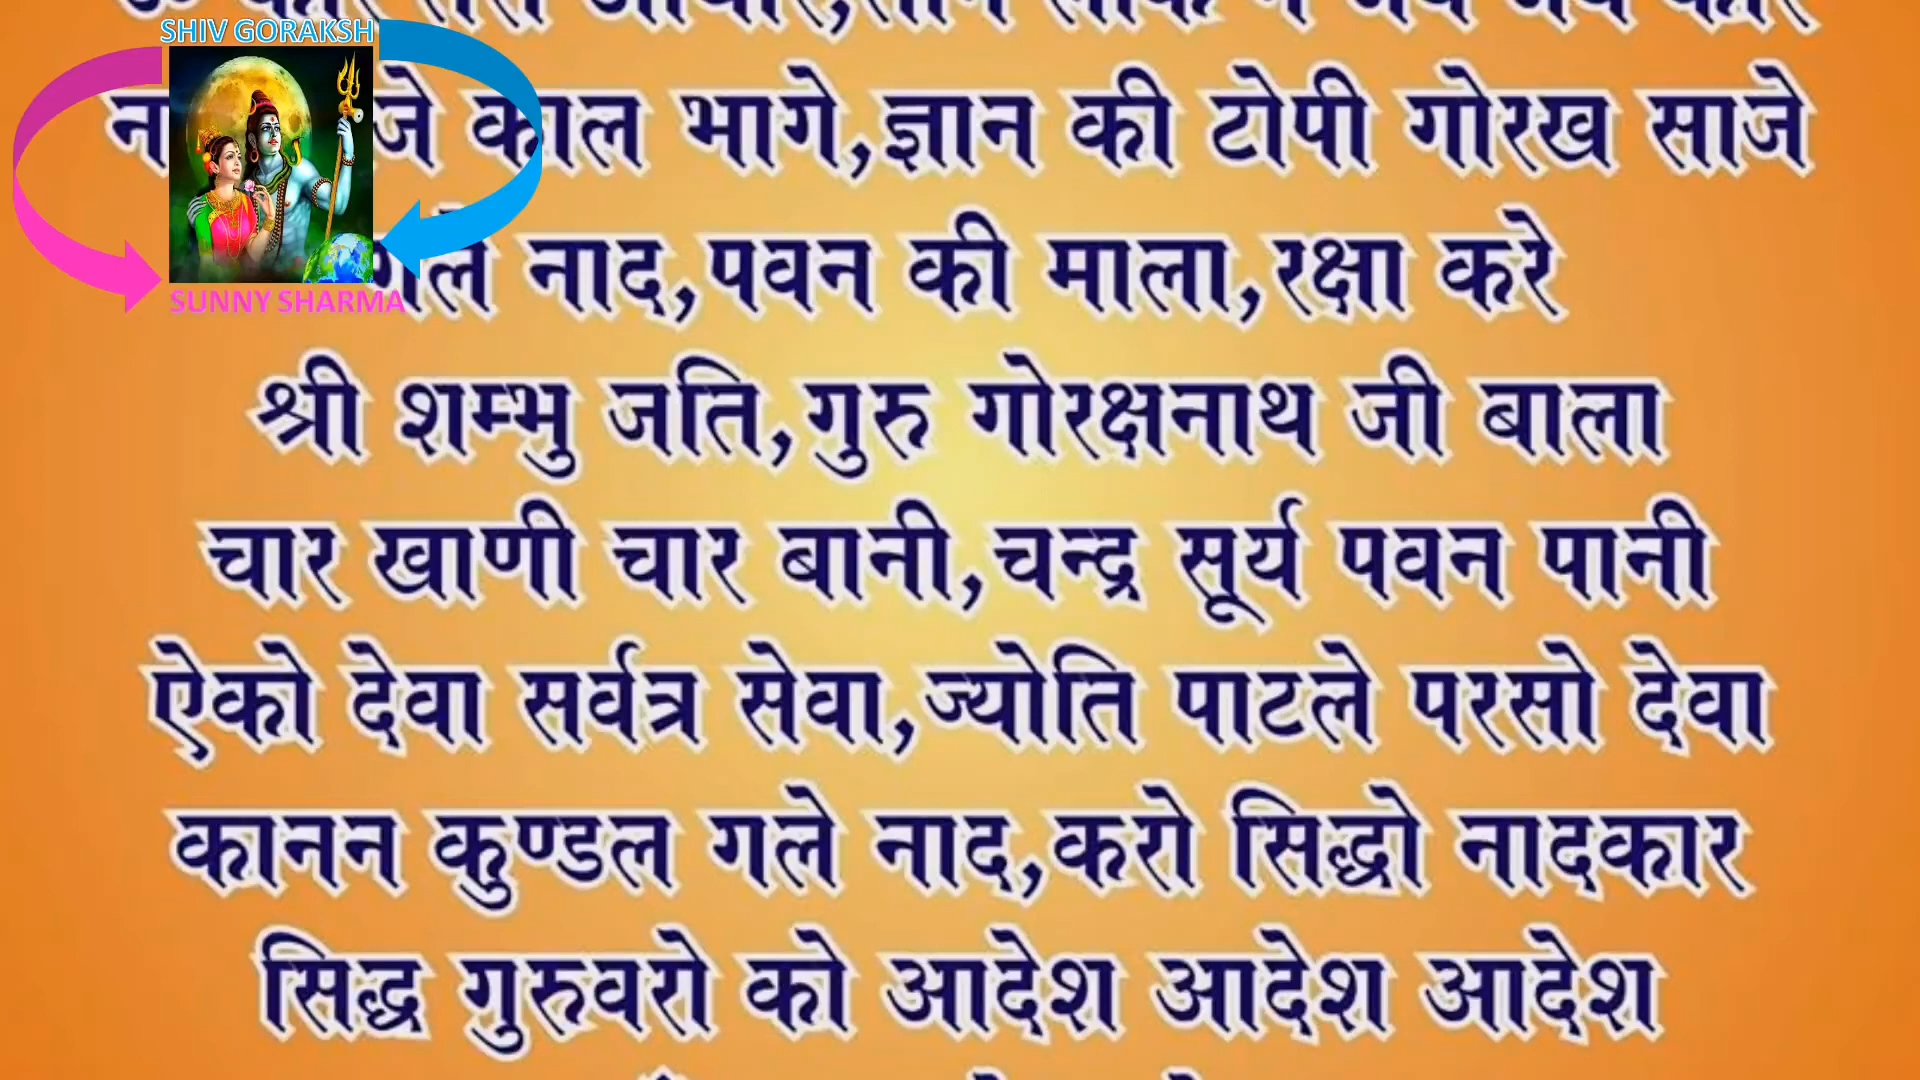 SHIV GORAKSH
काल भागे,ज्ञान की टोपी गोरख साजे
गले नाद,पवन की माला,रक्षा करे
SUNNY SHARMA
श्री शम्भु जति,गुरु गोरक्षनाथ जी बाला
चार खाणी चार बानी,चन्द्र सूर्य पवन पानी
ऐको देवा सर्वत्र सेवा,ज्योति पाटले परसो देवा
कानन कुण्डल गले नाद,करो सिद्धो नादकार
सिद्ध गुरुवरो को आदेश आदेश आदेश